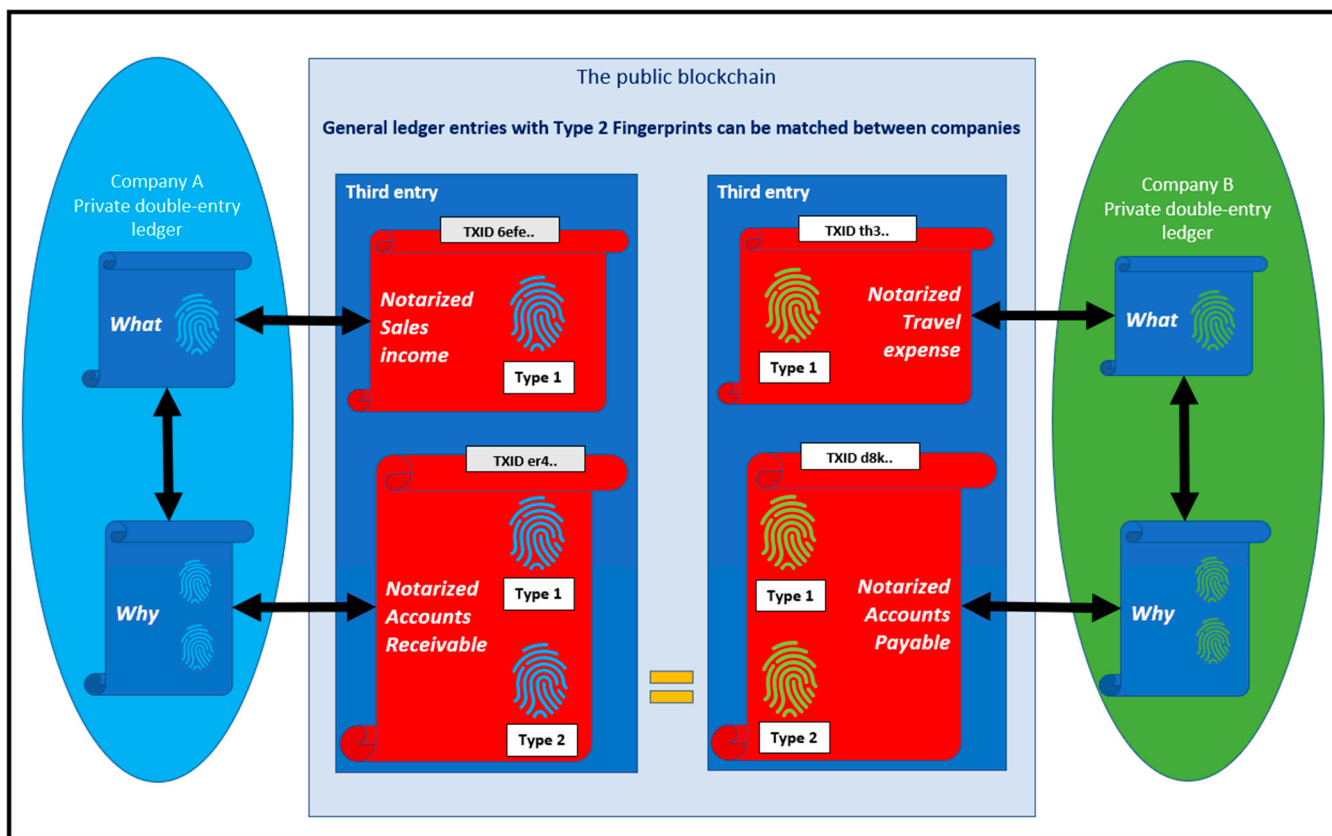 The public blockchain
General ledger entries with Type 2 Fingerprints can be matched between companies
Company A
Private double-entry
ledger
What
Why
Third entry
TXID 6efe..
Notarized
Sales
income
Type 1
TXID er4..
Notarized
Accounts
Receivable
Type 1
Type 2
Third entry
TXID th3..
Type 1
Notarized
Travel
expense
TXID d8k..
Type 1
Notarized
Accounts
Payable
Type 2
Company B
Private double-entry
ledger
What
Why